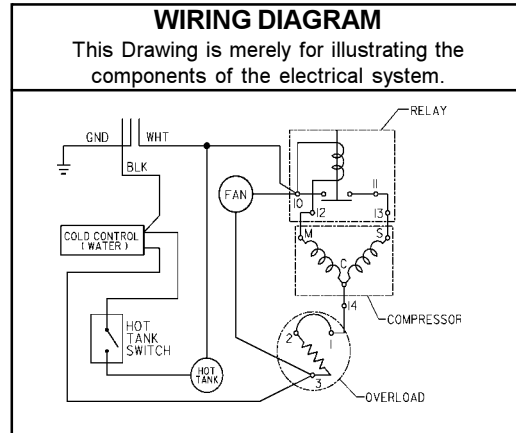 WIRING DIAGRAM
This Drawing is merely for illustrating the
components of the electrical system.
RELAY
GND
WHT
BLK
FAN
10
11
12
13
COLD CONTROL
(WATER)
M
S
C
14
COMPRESSOR
HOT
TANK
SWITCH
HOT
TANK
2
1
3
OVERLOAD